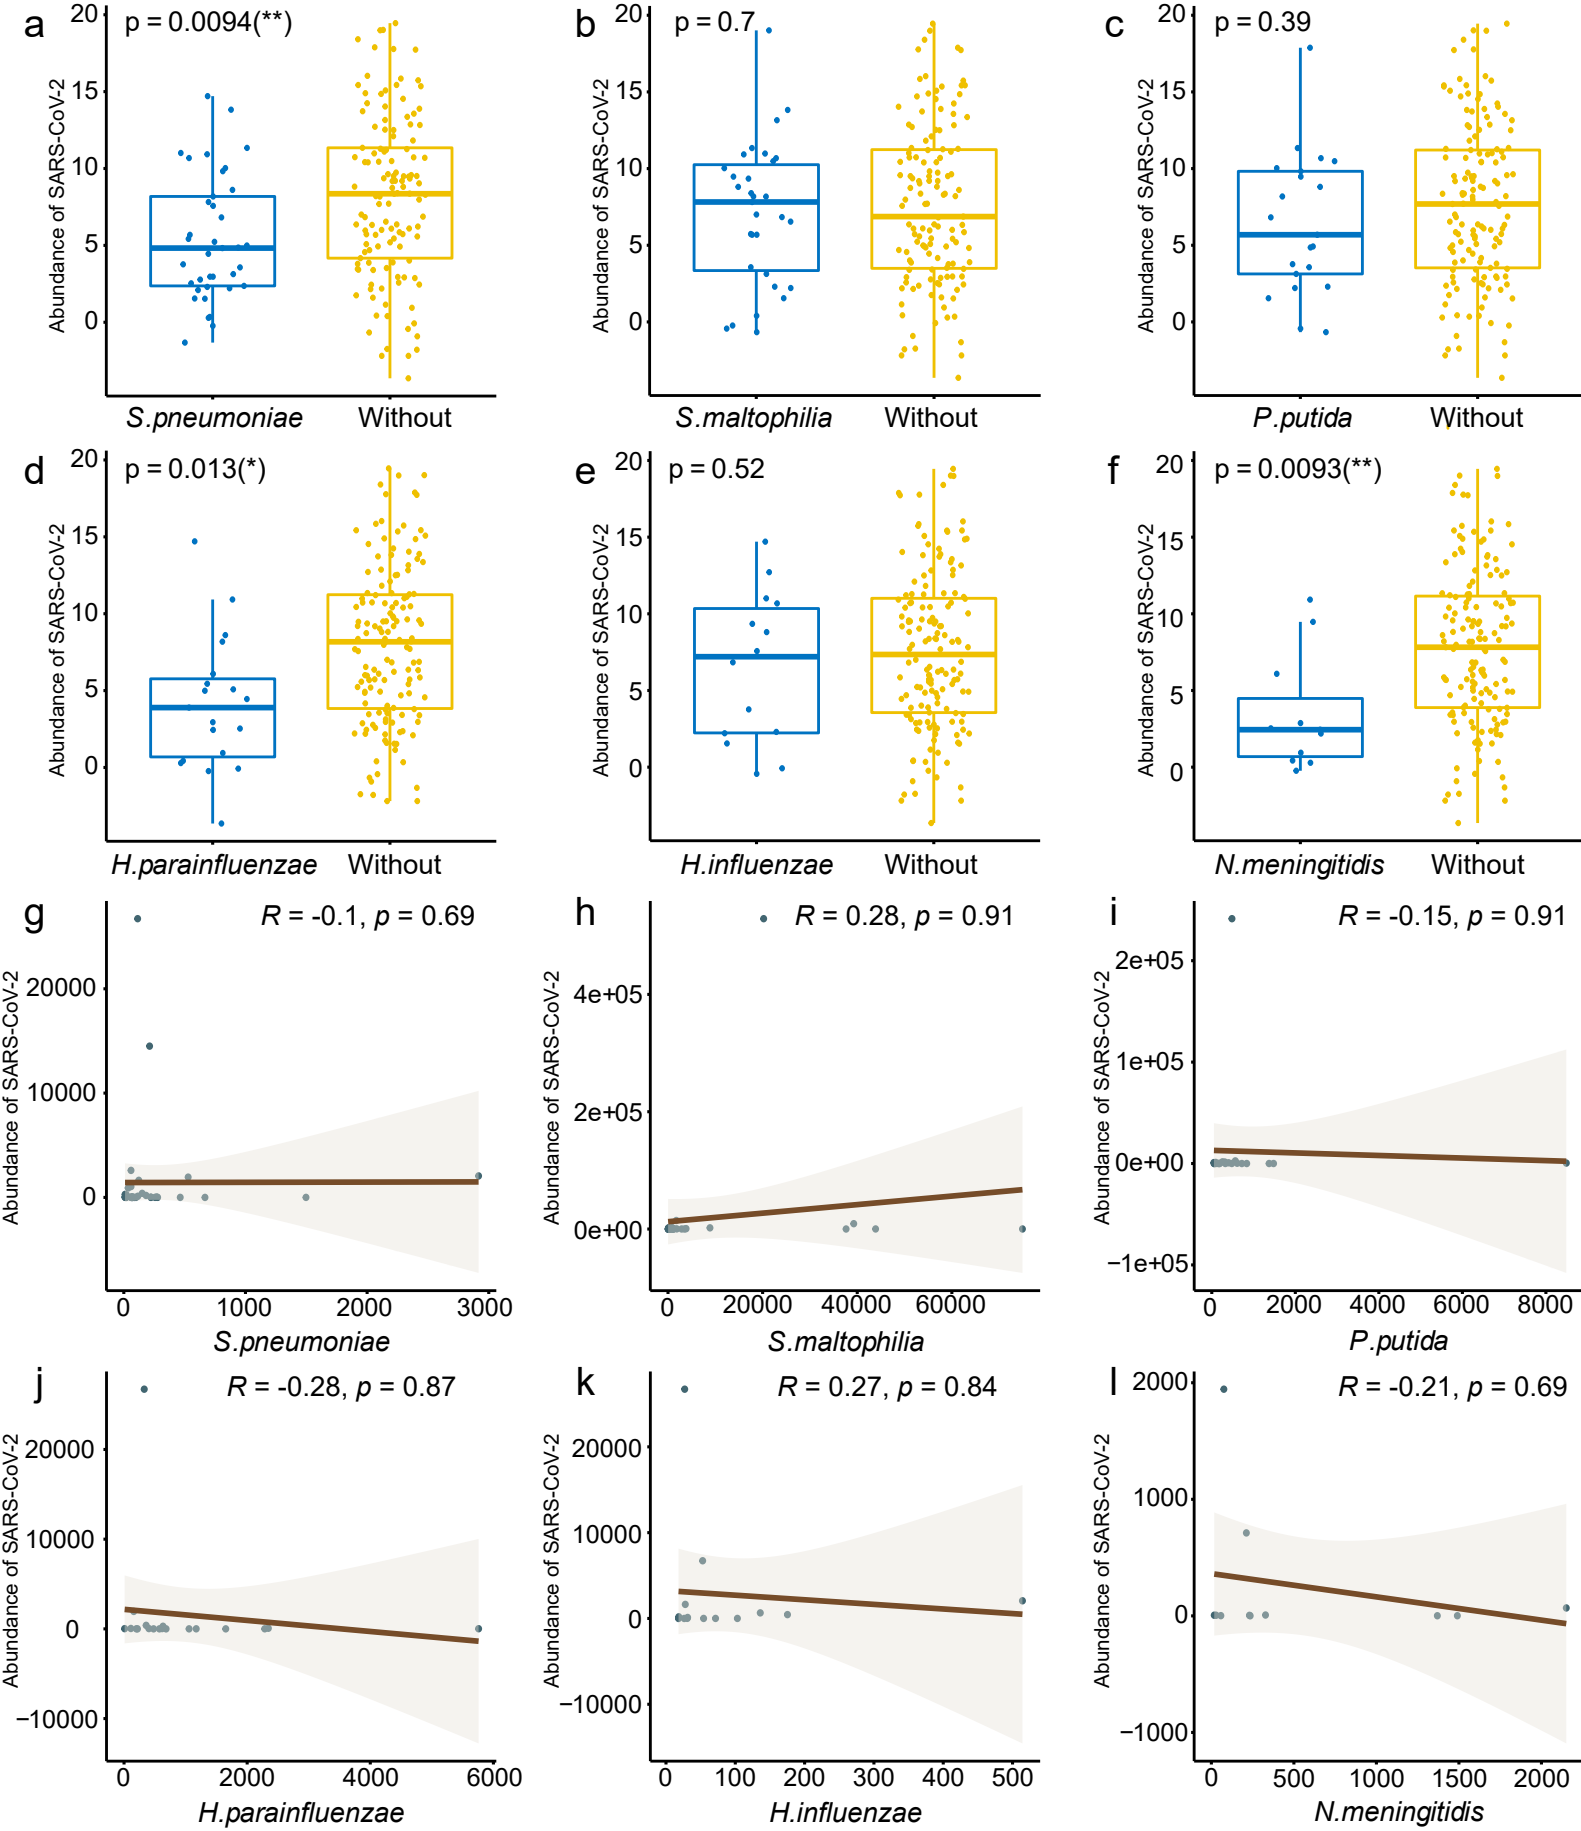 a
p = 0.0094(**)
Abundance of SARS-CoV-2
20
15
10
5
0
S.pneumoniae
Without
b
p = 0.7
Abundance of SARS-CoV-2
20
15
10
5
0
S.maltophilia
Without
c
p = 0.39
Abundance of SARS-CoV-2
20
15
10
5
0
P.putida
Without
d
p = 0.013(*)
Abundance of SARS-CoV-2
20
15
10
5
0
H.parainfluenzae
Without
e
p = 0.52
Abundance of SARS-CoV-2
20
15
10
5
0
H.influenzae
Without
f
p = 0.0093(**)
Abundance of SARS-CoV-2
20
15
10
5
0
N.meningitidis
Without
g
R = -0.1, p = 0.69
Abundance of SARS-CoV-2
20000
10000
0
0 1000 2000 3000
S.pneumoniae
h
R = 0.28, p = 0.91
Abundance of SARS-CoV-2
4e+05
2e+05
0e+00
0 20000 40000 60000
S.maltophilia
i
R = -0.15, p = 0.91
Abundance of SARS-CoV-2
2e+05
1e+05
0e+00
−1e+05
0 2000 4000 6000 8000
P.putida
j
R = -0.28, p = 0.87
Abundance of SARS-CoV-2
20000
10000
0
−10000
0 2000 4000 6000
H.parainfluenzae
k
R = 0.27, p = 0.84
Abundance of SARS-CoV-2
20000
10000
0
−10000
0 100 200 300 400 500
H.influenzae
l
R = -0.21, p = 0.69
Abundance of SARS-CoV-2
2000
1000
0
−1000
0 500 1000 1500 2000
N.meningitidis